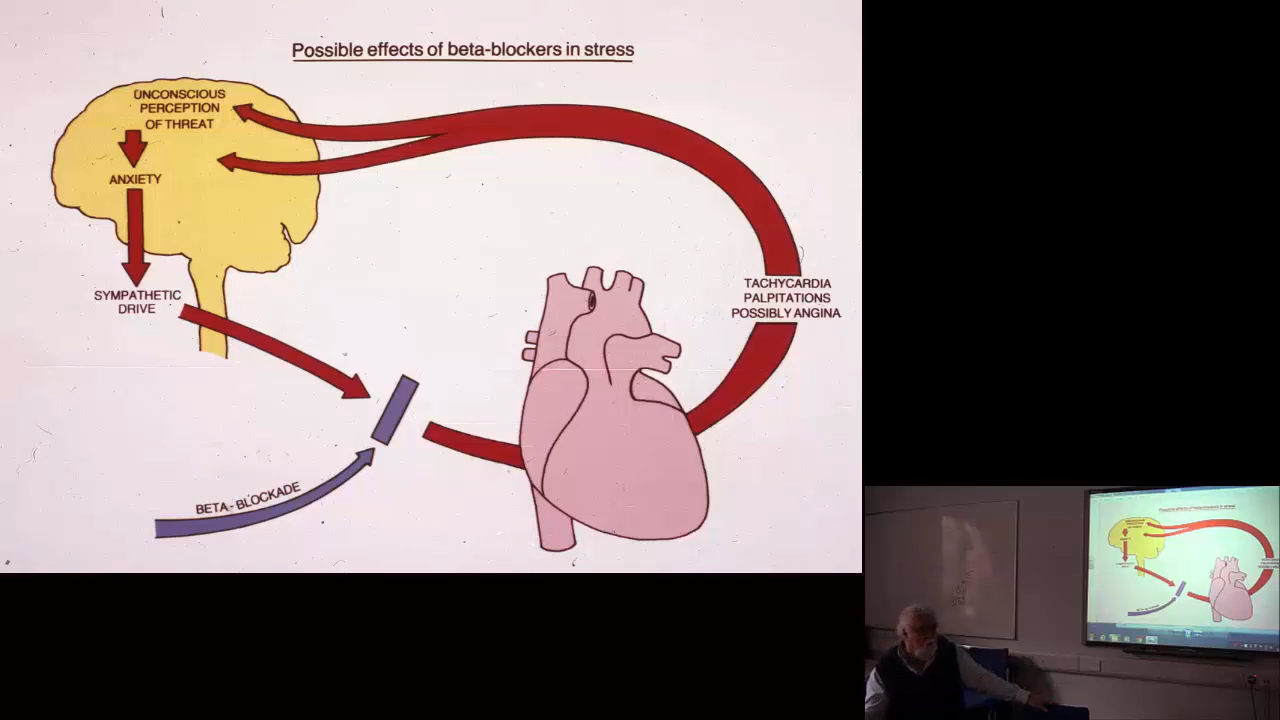 Possible effects of beta-blockers in stress
UNCONSCIOUS
PERCEPTION
OF THREAT
ANXIETY
SYMPATHETIC
DRIVE
TACHYCARDIA
PALPITATIONS
POSSIBLY ANGINA
BETA-BLOCKADE